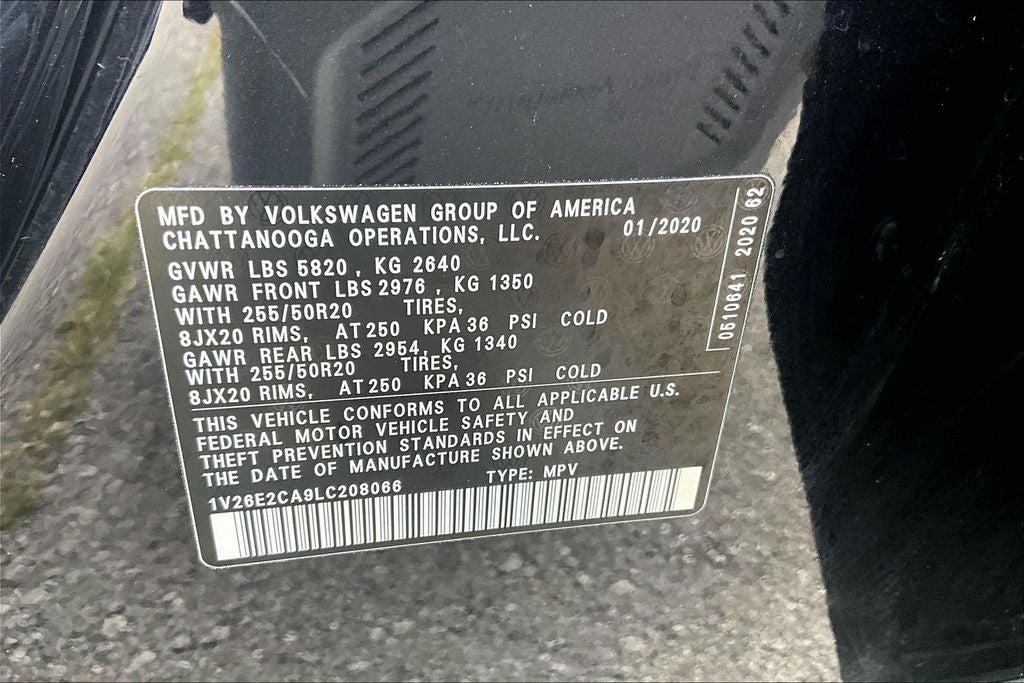 MFD BY VOLKSWAGEN GROUP OF AMERICA
CHATTANOOGA OPERATIONS, LLC. 01/2020
GVWR LBS 5820 , KG 2640
GAWR FRONT LBS 2976 , KG 1350
WITH 255/50R20 TIRES,
8JX20 RIMS, AT 250 KPA 36 PSI COLD
GAWR REAR LBS 2954, KG 1340
WITH 255/50R20 TIRES,
8JX20 RIMS, AT 250 KPA 36 PSI COLD
THIS VEHICLE CONFORMS TO ALL APPLICABLE U.S.
FEDERAL MOTOR VEHICLE SAFETY AND
THEFT PREVENTION STANDARDS IN EFFECT ON
THE DATE OF MANUFACTURE SHOWN ABOVE.
1V26E2CA9LC208066 TYPE: MPV
0510641 2020 62